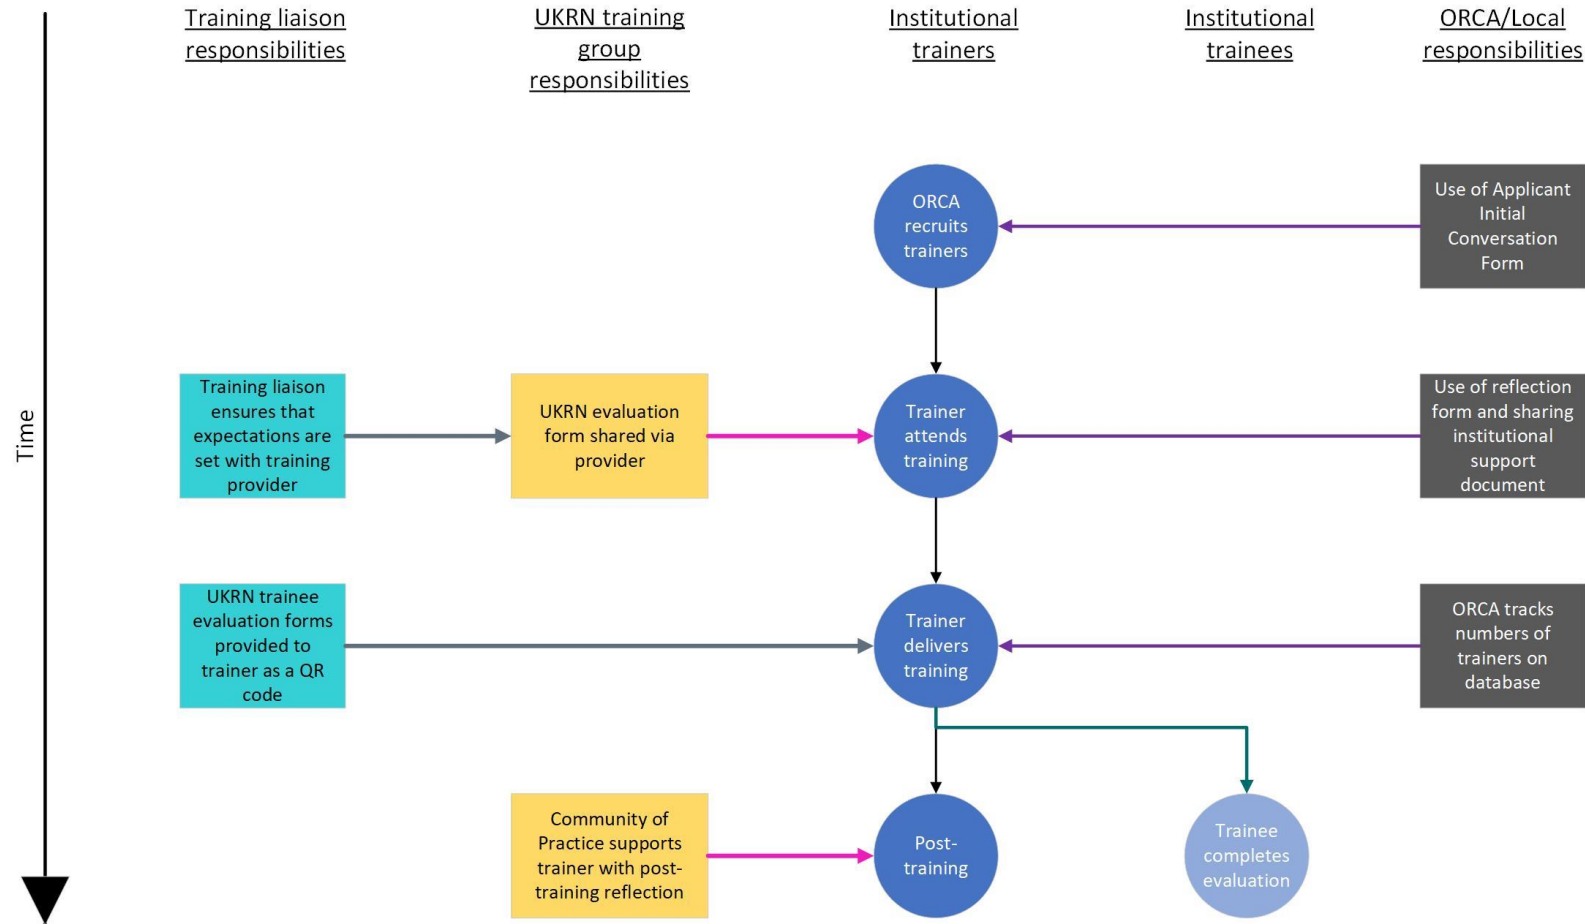 Training liaison
responsibilities
UKRN training
group
responsibilities
Institutional
trainers
Institutional
trainees
ORCA/Local
responsibilities
Time
ORCA
recruits
trainers
Use of Applicant
Initial
Conversation
Form
Training liaison
ensures that
expectations are
set with training
provider
UKRN evaluation
form shared via
provider
Trainer
attends
training
Use of reflection
form and sharing
institutional
support
document
UKRN trainee
evaluation forms
provided to
trainer as a QR
code
Trainer
delivers
training
ORCA tracks
numbers of
trainers on
database
Community of
Practice supports
trainer with post-
training reflection
Post-
training
Trainee
completes
evaluation